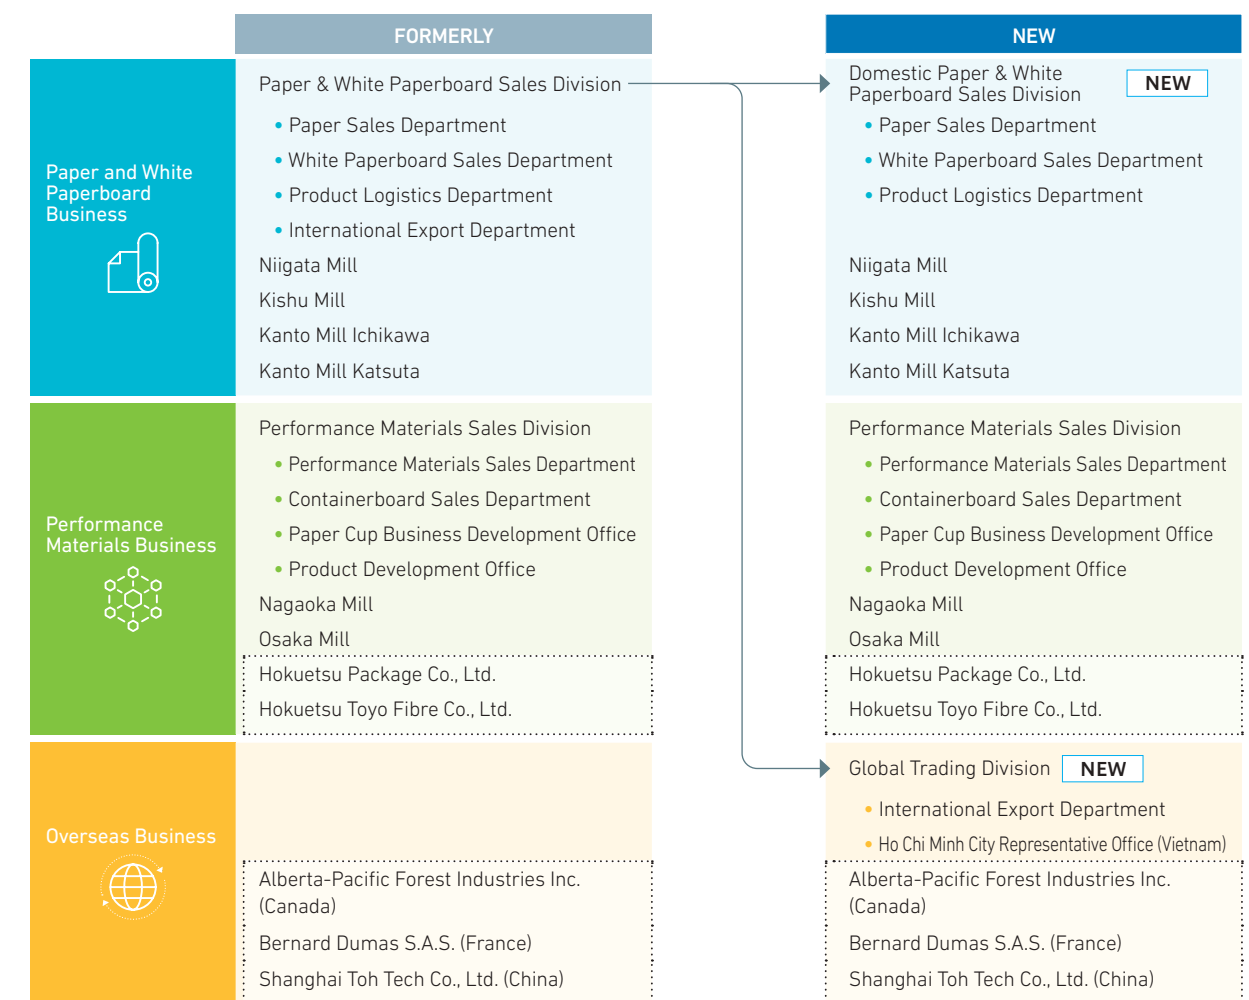 FORMERLY
NEW
Paper and White
Paperboard
Business
Paper & White Paperboard Sales Division
• Paper Sales Department
• White Paperboard Sales Department
• Product Logistics Department
• International Export Department
Niigata Mill
Kishu Mill
Kanto Mill Ichikawa
Kanto Mill Katsuta
Domestic Paper & White
Paperboard Sales Division
NEW
• Paper Sales Department
• White Paperboard Sales Department
• Product Logistics Department
Niigata Mill
Kishu Mill
Kanto Mill Ichikawa
Kanto Mill Katsuta
Performance
Materials Business
Performance Materials Sales Division
• Performance Materials Sales Department
• Containerboard Sales Department
• Paper Cup Business Development Office
• Product Development Office
Nagaoka Mill
Osaka Mill
Hokuetsu Package Co., Ltd.
Hokuetsu Toyo Fibre Co., Ltd.
Performance Materials Sales Division
• Performance Materials Sales Department
• Containerboard Sales Department
• Paper Cup Business Development Office
• Product Development Office
Nagaoka Mill
Osaka Mill
Hokuetsu Package Co., Ltd.
Hokuetsu Toyo Fibre Co., Ltd.
Overseas Business
Alberta-Pacific Forest Industries Inc.
(Canada)
Bernard Dumas S.A.S. (France)
Shanghai Toh Tech Co., Ltd. (China)
Global Trading Division
NEW
• International Export Department
• Ho Chi Minh City Representative Office (Vietnam)
Alberta-Pacific Forest Industries Inc.
(Canada)
Bernard Dumas S.A.S. (France)
Shanghai Toh Tech Co., Ltd. (China)